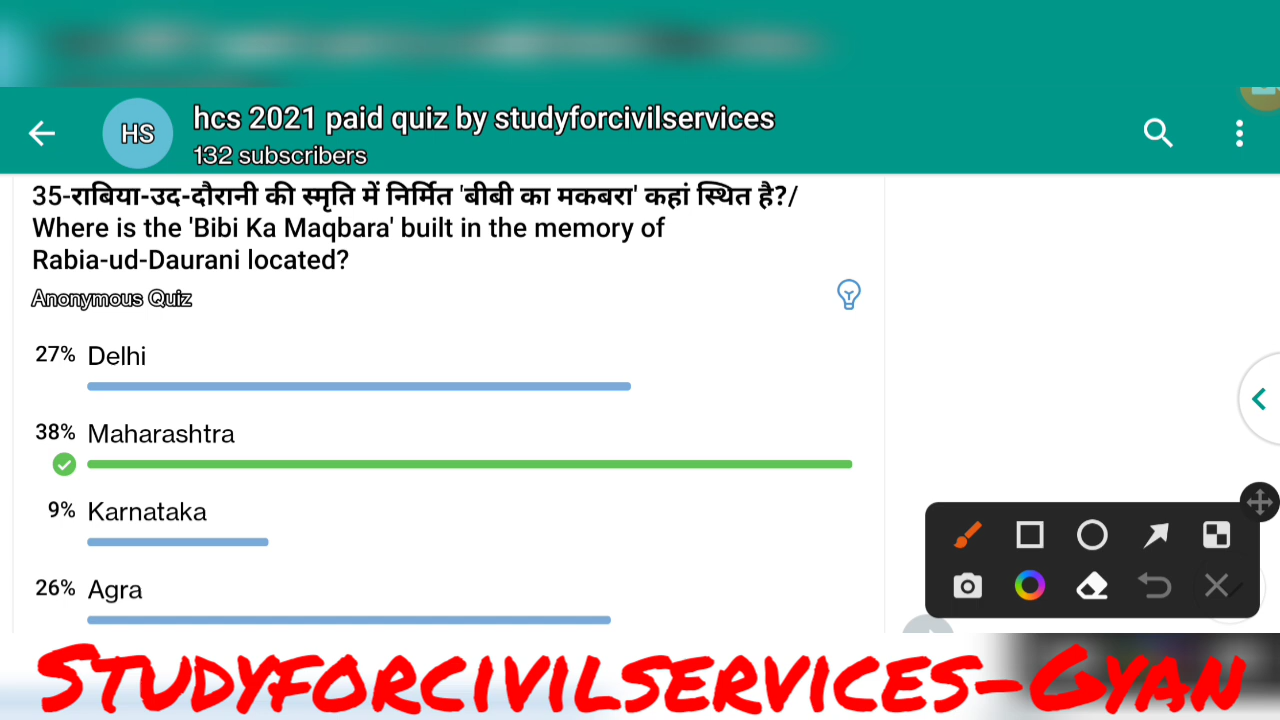 HS
hcs 2021 paid quiz by studyforcivilservices
132 subscribers
35-राबिया-उद-दौरानी की स्मृति में निर्मित 'बीबी का मकबरा' कहां स्थित है?/
Where is the 'Bibi Ka Maqbara' built in the memory of
Rabia-ud-Daurani located?
Anonymous Quiz
27% Delhi
38% Maharashtra
9% Karnataka
26% Agra
STUDYFORCIVILSERVICES-GYAN